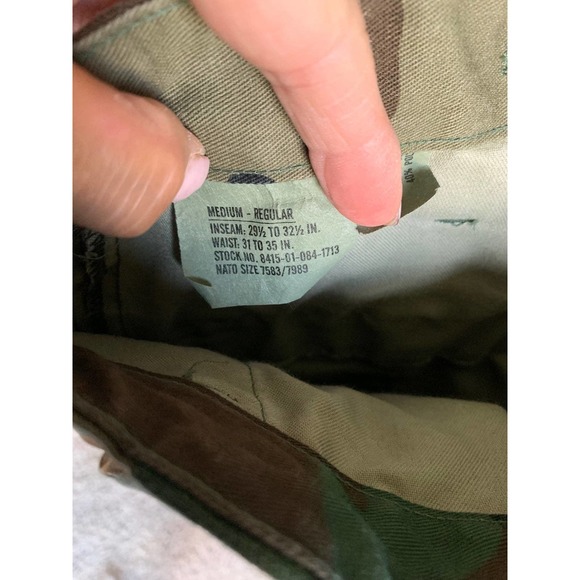 MEDIUM - REGULAR
INSEAM: 29½ TO 32½ IN.
WAIST: 31 TO 35 IN.
STOCK NO. 8415-01-084-1713
NATO SIZE 7583/7989